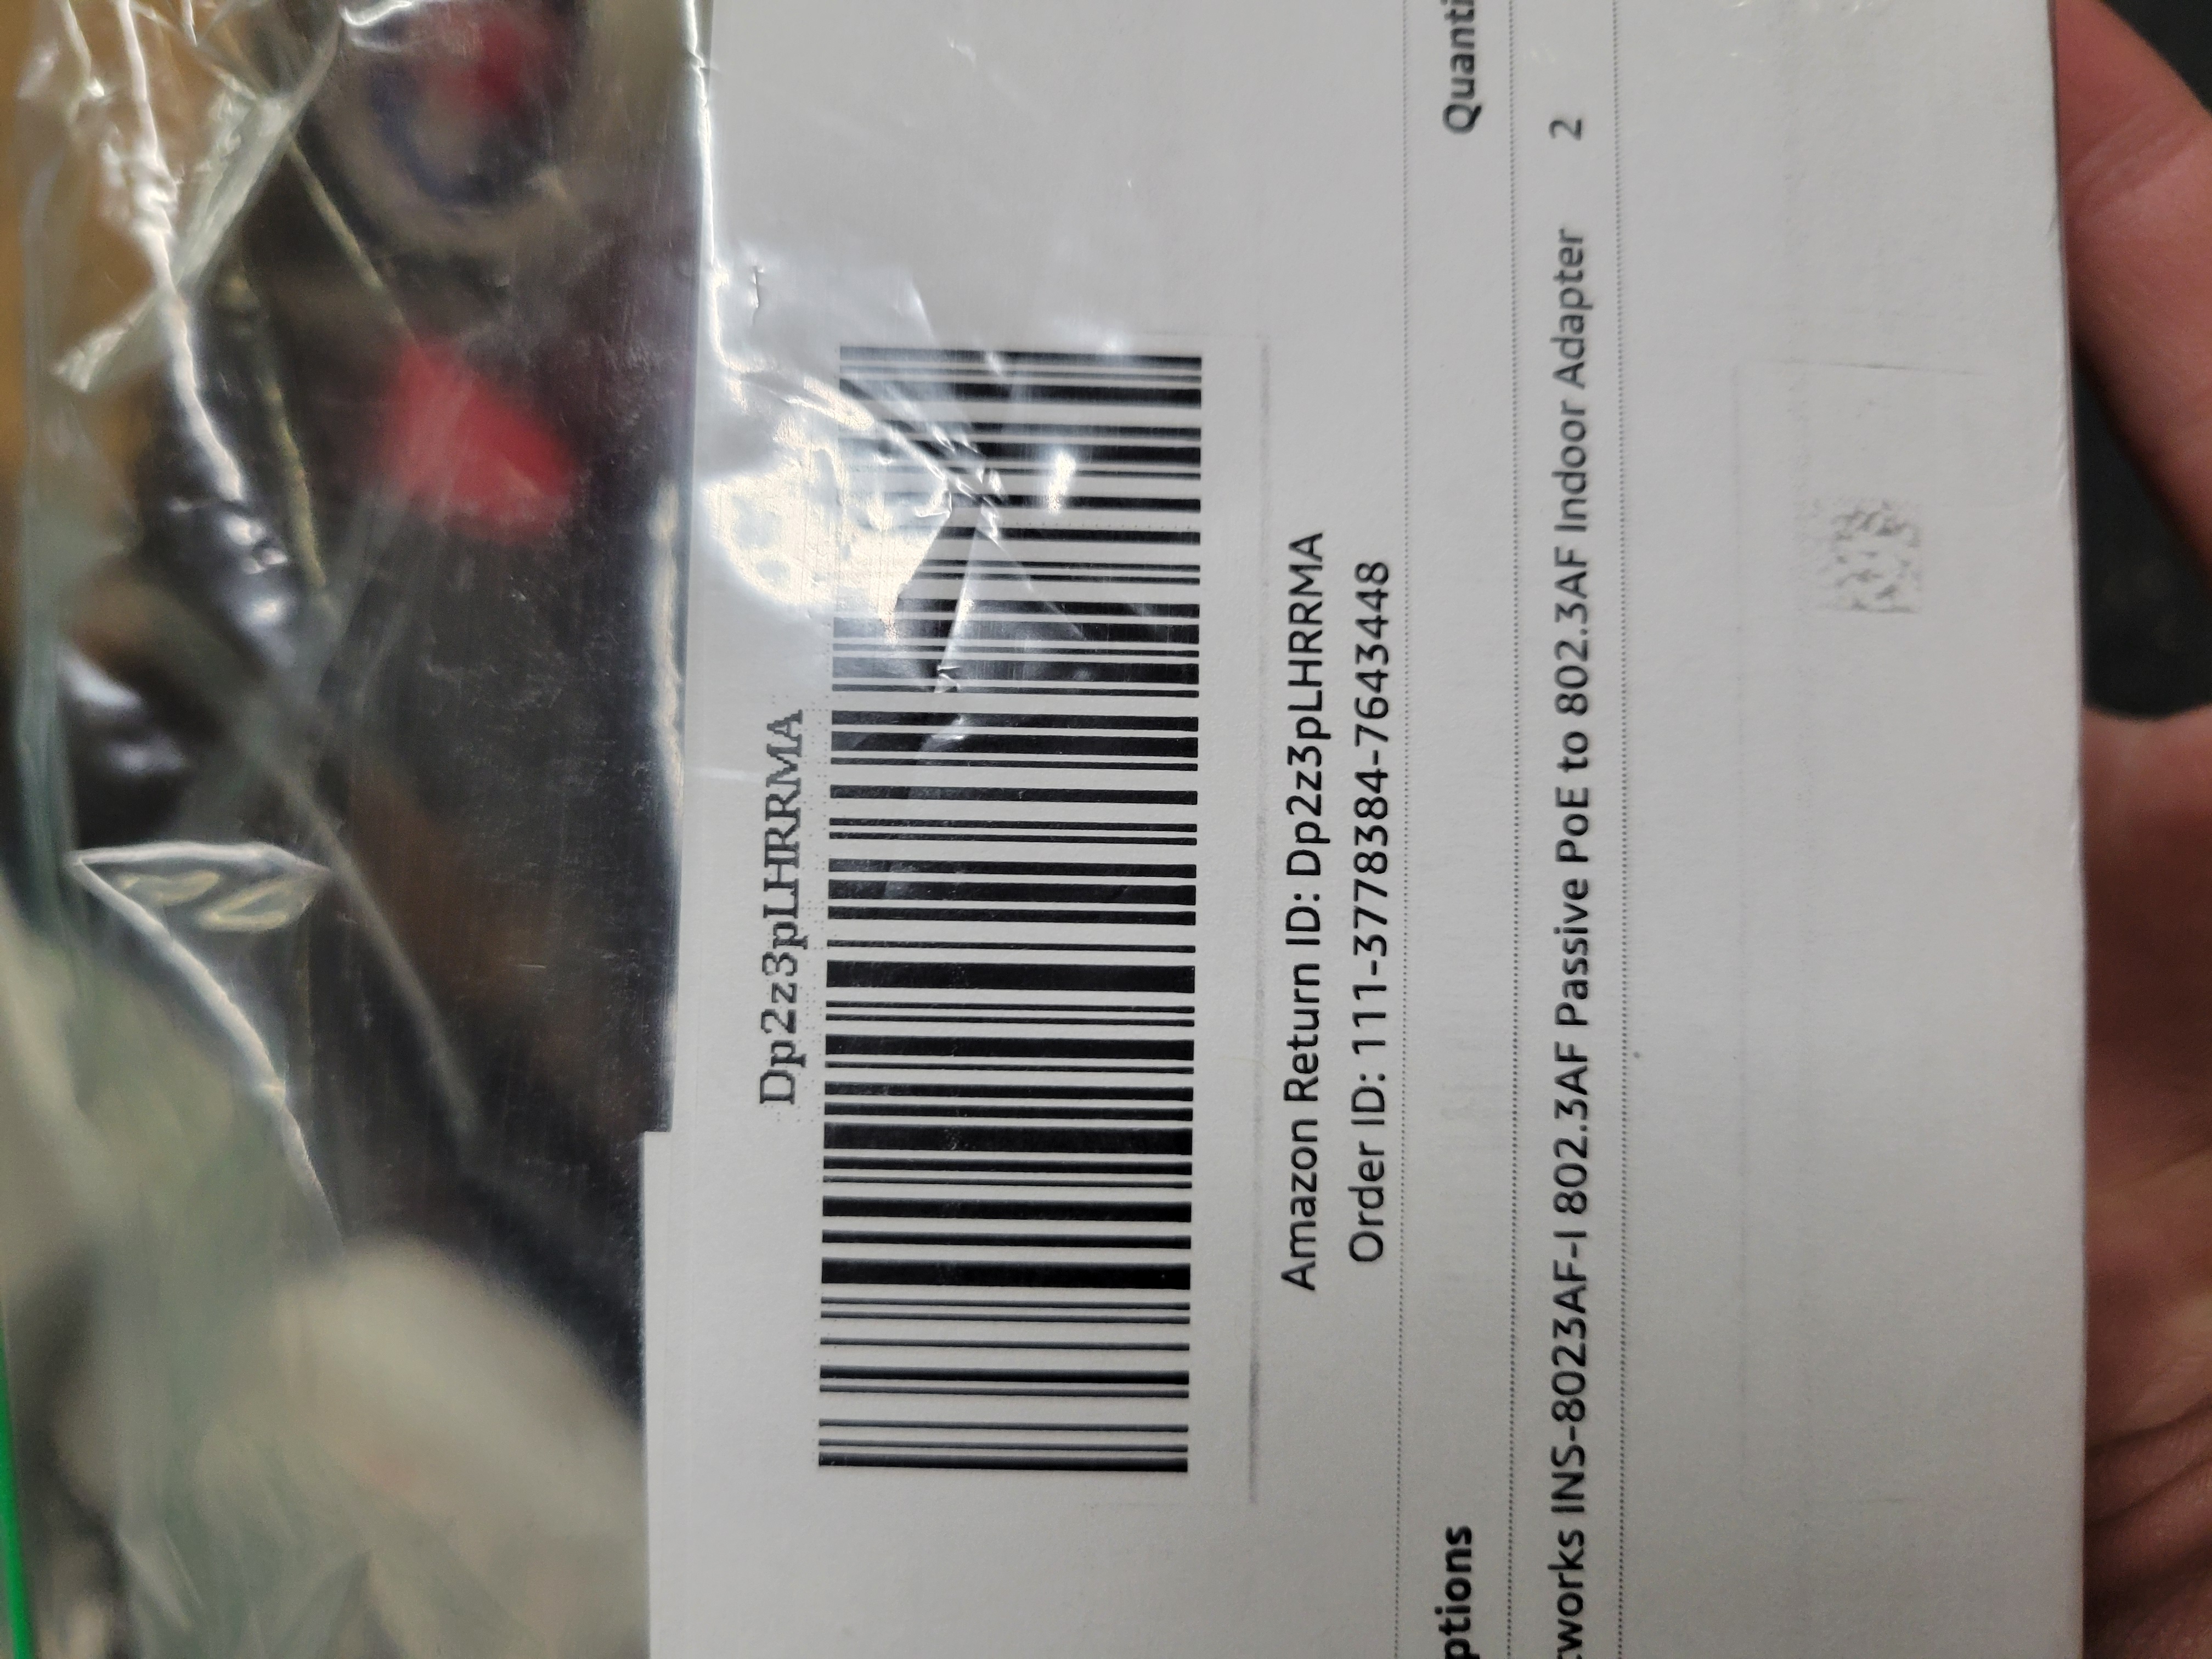 Dp2z3pLHRRMA
Amazon Return ID: Dp2z3pLHRRMA
Order ID: 111-3778384-7643448
ptions Quanti
tworks INS-8023AF-I 802.3AF Passive PoE to 802.3AF Indoor Adapter 2